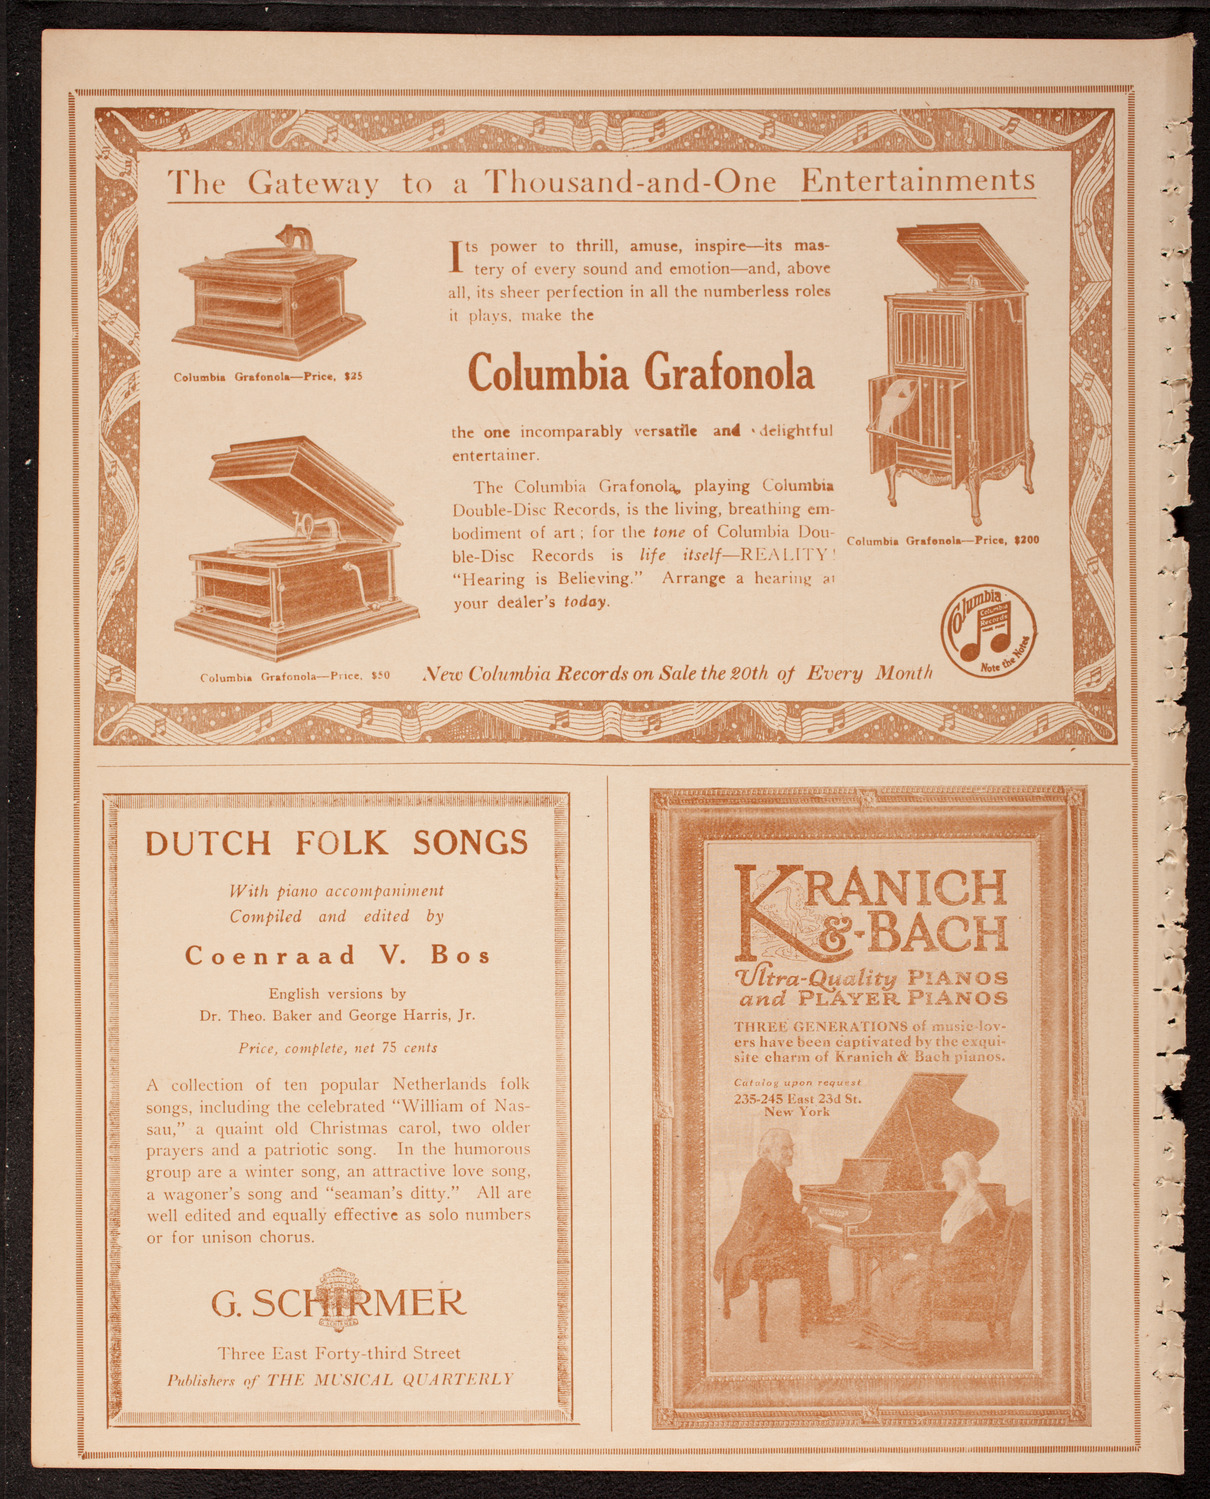 The Gateway to a Thousand-and-One Entertainments
Columbia Grafonola—Price, $25
Its power to thrill, amuse, inspire—its mas-
tery of every sound and emotion—and, above
all, its sheer perfection in all the numberless roles
it plays, make the
Columbia Grafonola
the one incomparably versatile and delightful
entertainer.
The Columbia Grafonola, playing Columbia
Double-Disc Records, is the living, breathing em-
bodiment of art; for the tone of Columbia Dou-
ble-Disc Records is life itself—REALITY!
“Hearing is Believing.” Arrange a hearing at
your dealer’s today.
Columbia Grafonola—Price, $200
Columbia Grafonola—Price, $50
Columbia
Columbia
Records
Note the Notes
New Columbia Records on Sale the 20th of Every Month
DUTCH FOLK SONGS
With piano accompaniment
Compiled and edited by
Coenraad V. Bos
English versions by
Dr. Theo. Baker and George Harris, Jr.
Price, complete, net 75 cents
A collection of ten popular Netherlands folk
songs, including the celebrated “William of Nas-
sau,” a quaint old Christmas carol, two older
prayers and a patriotic song. In the humorous
group are a winter song, an attractive love song,
a wagoner’s song and “seaman’s ditty.” All are
well edited and equally effective as solo numbers
or for unison chorus.
G. SCHIRMER
Three East Forty-third Street
Publishers of THE MUSICAL QUARTERLY
KRANICH
&-BACH
Ultra-Quality PIANOS
and PLAYER PIANOS
THREE GENERATIONS of music-lov-
ers have been captivated by the exqui-
site charm of Kranich & Bach pianos.
Catalog upon request
235-245 East 23d St.
New York